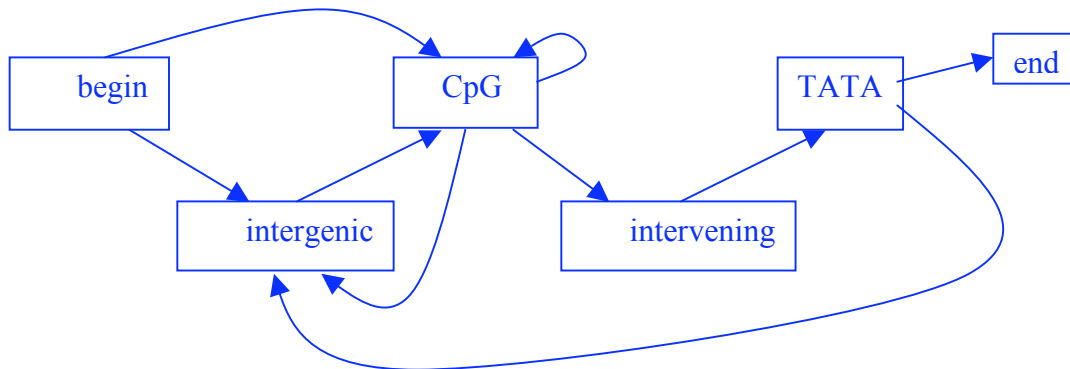 begin
CpG
TATA
end
intergenic
intervening